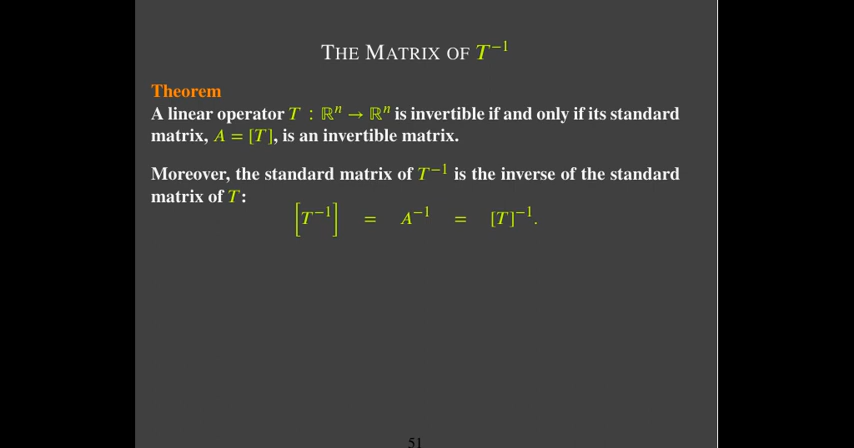 THE MATRIX OF T⁻¹
Theorem
A linear operator T : ℝⁿ → ℝⁿ is invertible if and only if its standard
matrix, A = [T], is an invertible matrix.
Moreover, the standard matrix of T⁻¹ is the inverse of the standard
matrix of T:
[T⁻¹] = A⁻¹ = [T]⁻¹.
51